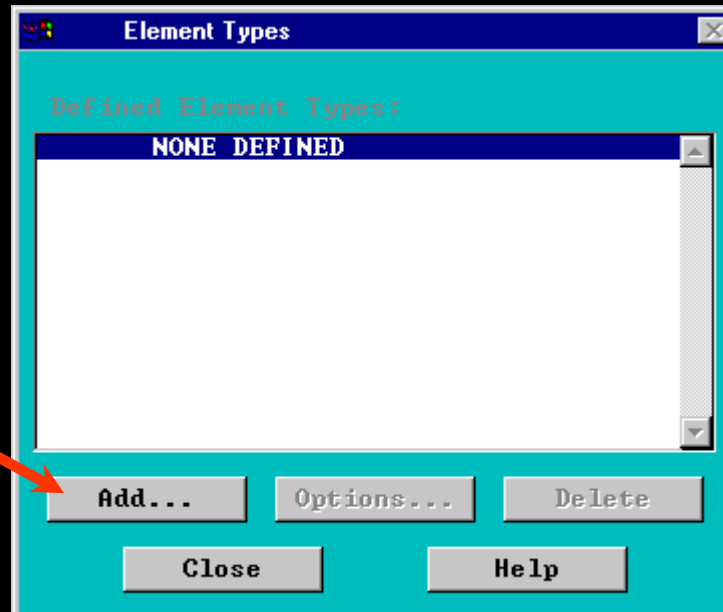 Element Types
Defined Element Types:
NONE DEFINED
Add... Options... Delete
Close Help